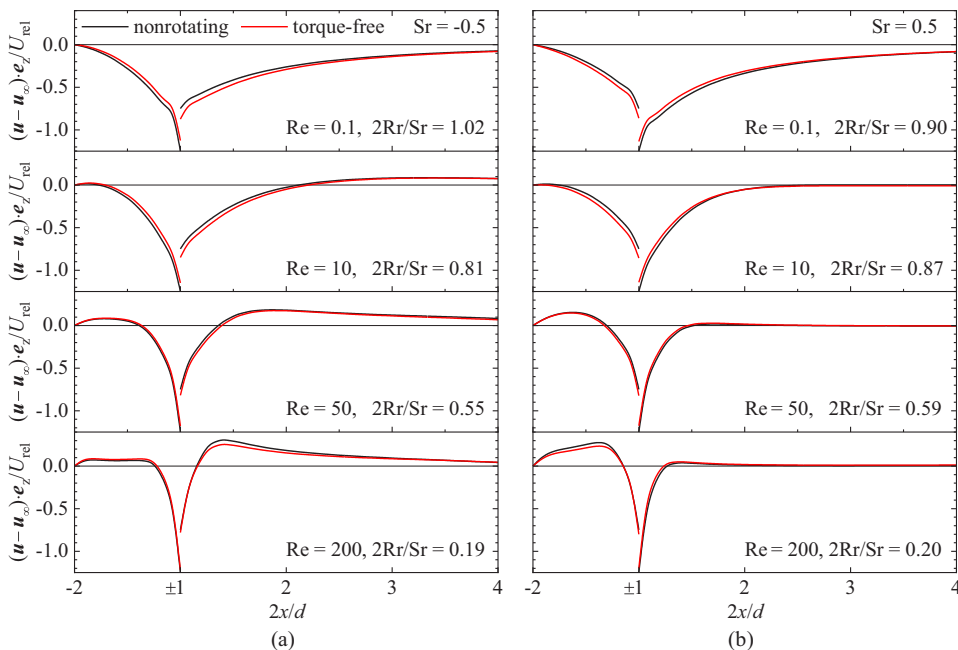 nonrotating torque-free Sr = -0.5
Sr = 0.5
0.0
-0.5
-1.0
(u − u∞)·ez/Urel
Re = 0.1, 2Rr/Sr = 1.02
Re = 0.1, 2Rr/Sr = 0.90
0.0
-0.5
-1.0
(u − u∞)·ez/Urel
Re = 10, 2Rr/Sr = 0.81
Re = 10, 2Rr/Sr = 0.87
0.0
-0.5
-1.0
(u − u∞)·ez/Urel
Re = 50, 2Rr/Sr = 0.55
Re = 50, 2Rr/Sr = 0.59
0.0
-0.5
-1.0
(u − u∞)·ez/Urel
Re = 200, 2Rr/Sr = 0.19
Re = 200, 2Rr/Sr = 0.20
-2 ±1 2 3 4
-2 ±1 2 3 4
2x/d
2x/d
(a)
(b)